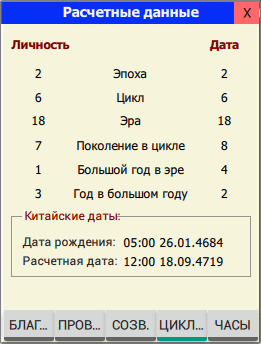 Расчетные данные X
Личность Дата
2 Эпоха 2
6 Цикл 6
18 Эра 18
7 Поколение в цикле 8
1 Большой год в эре 4
3 Год в большом году 2
Китайские даты:
Дата рождения: 05:00 26.01.4684
Расчетная дата: 12:00 18.09.4719
БЛАГ... ПРОВ... СОЗВ. ЦИКЛ... ЧАСЫ